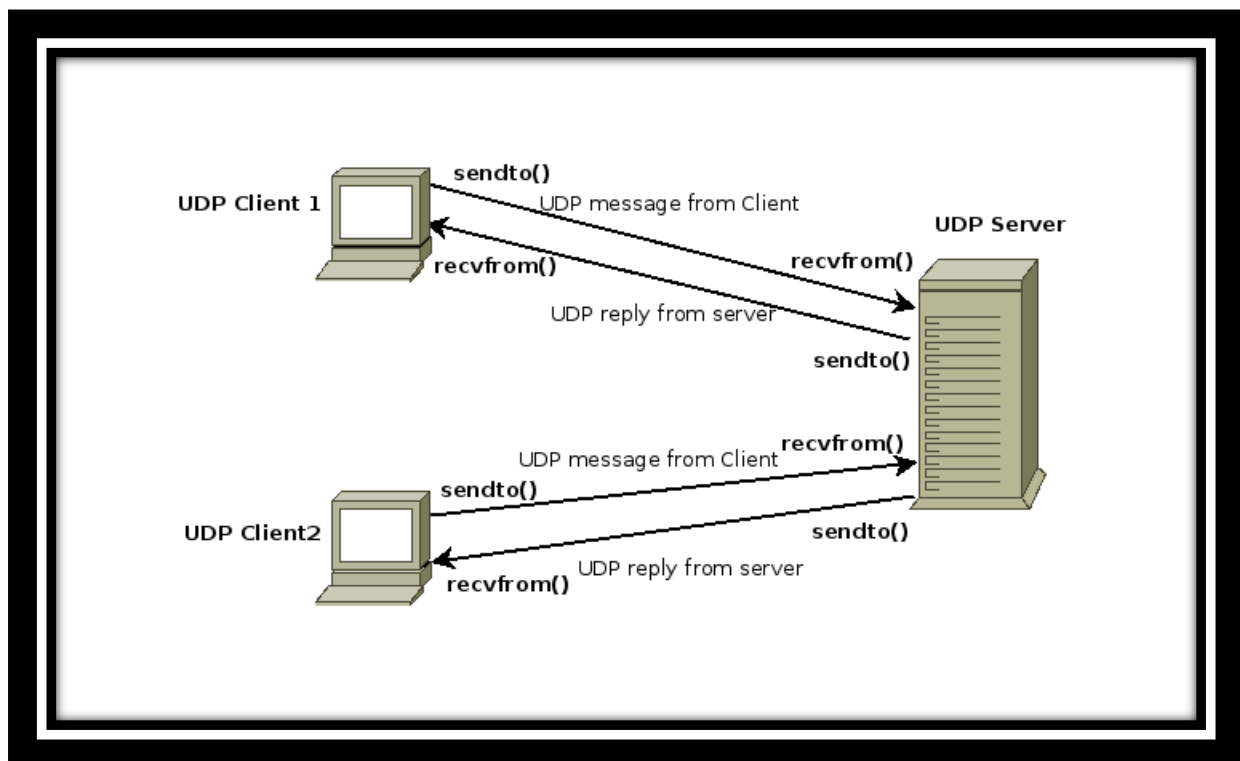 sendto()
UDP Client 1
UDP message from Client
UDP Server
recvfrom()
recvfrom()
UDP reply from server
sendto()
recvfrom()
UDP message from Client
sendto()
UDP Client2
sendto()
UDP reply from server
recvfrom()